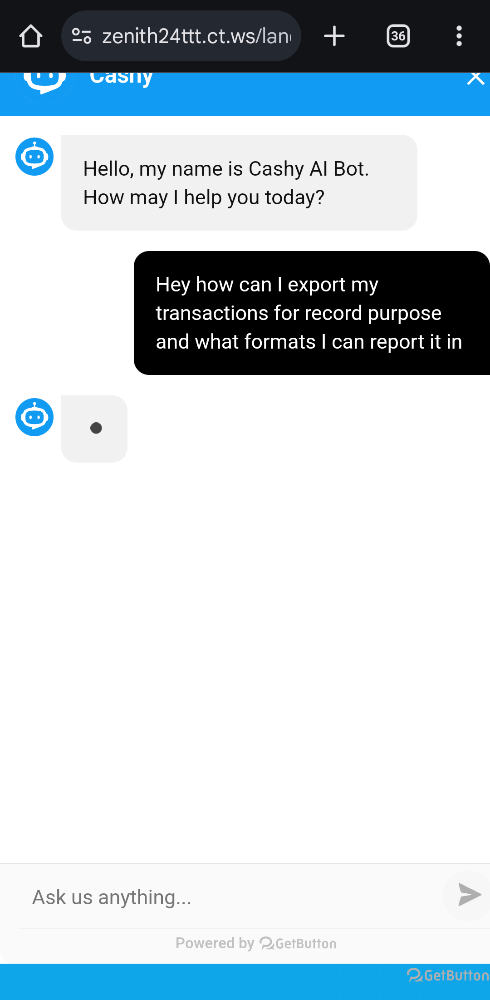 zenith24ttt.ct.ws/lan
36
Cashy
Hello, my name is Cashy AI Bot.
How may I help you today?
Hey how can I export my
transactions for record purpose
and what formats I can report it in
Ask us anything...
Powered by GetButton
GetButton